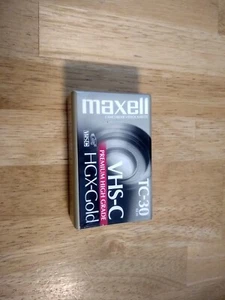 maxell
TC-30
VHS-C
PREMIUM HIGH GRADE
HGX-Gold